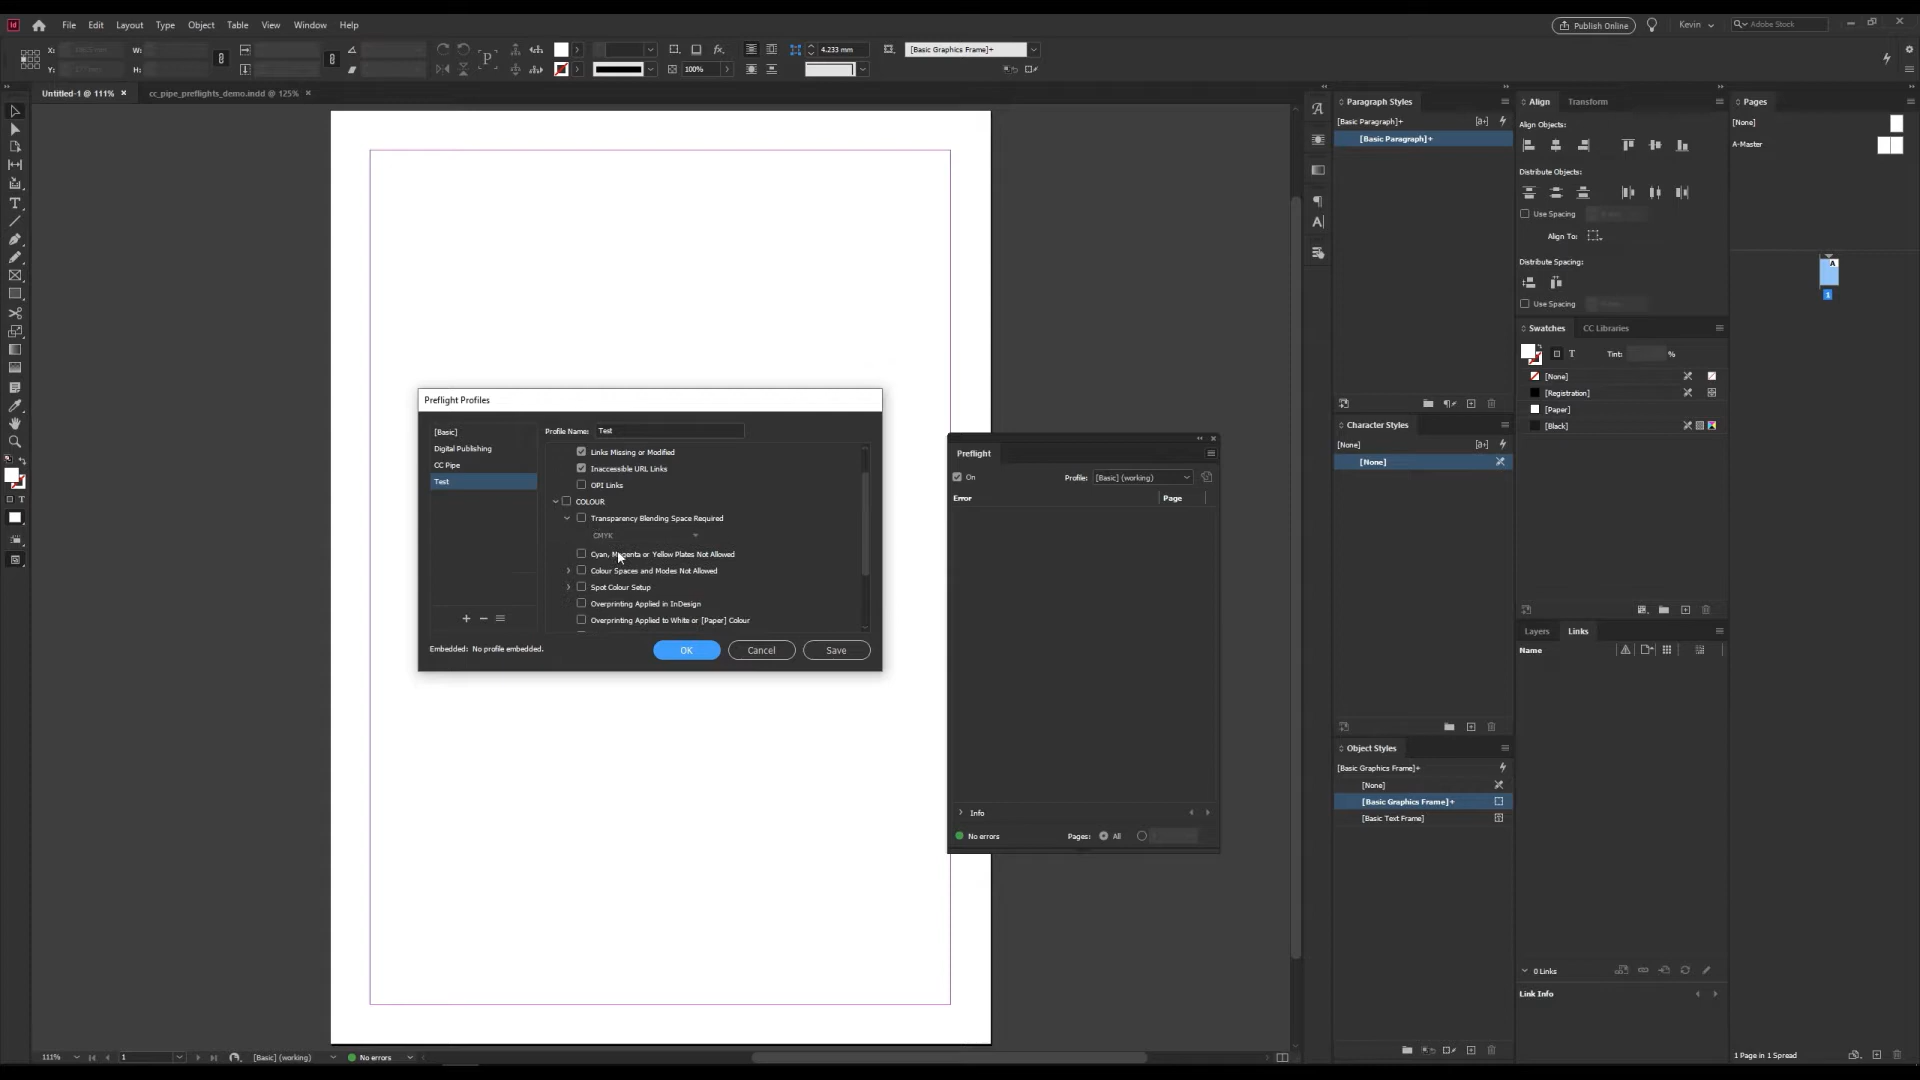 File Edit Layout Type Object Table View Window Help
Publish Online Kevin Adobe Stock
X: W:
Y: H:
P fx 100% 4.233 mm [Basic Graphics Frame]+
Untitled-1 @ 111% × cc_pipe_preflights_demo.indd @ 125% ×
Preflight Profiles
[Basic]
Digital Publishing
CC Pipe
Test
Profile Name: Test
Links Missing or Modified
Inaccessible URL Links
OPI Links
COLOUR
Transparency Blending Space Required
CMYK
Cyan, Magenta or Yellow Plates Not Allowed
Colour Spaces and Modes Not Allowed
Spot Colour Setup
Overprinting Applied in InDesign
Overprinting Applied to White or [Paper] Colour
Embedded: No profile embedded.
OK Cancel Save
Preflight
On Profile: [Basic] (working)
Error Page
Info
No errors Pages: All
Paragraph Styles
[Basic Paragraph]+
[Basic Paragraph]+
Character Styles
[None]
[None]
Object Styles
[Basic Graphics Frame]+
[None]
[Basic Graphics Frame]+
[Basic Text Frame]
Align Transform
Align Objects:
Distribute Objects:
Use Spacing
Align To:
Distribute Spacing:
Use Spacing
Swatches CC Libraries
T Tint: %
[None]
[Registration]
[Paper]
[Black]
Layers Links
Name
0 Links
Link Info
Pages
[None]
A-Master
A
1
1 Page in 1 Spread
111% 1 [Basic] (working) No errors